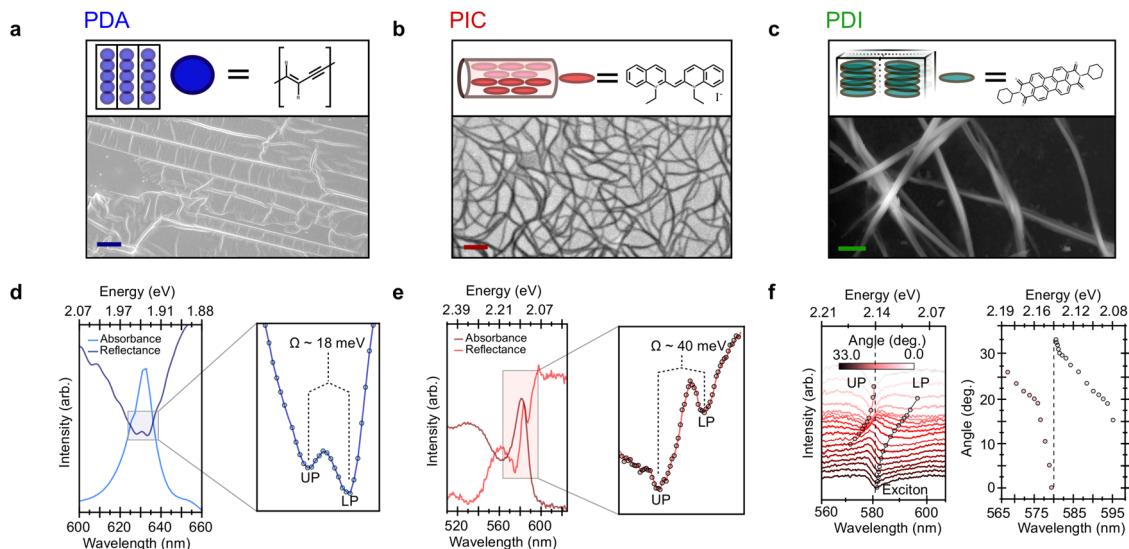 PDA
PIC
PDI
a
b
c
=
=
=
I-
d
e
f
Energy (eV)
2.07 1.97 1.91 1.88
Absorbance
Reflectance
Intensity (arb.)
600 620 640 660
Wavelength (nm)
Ω ~ 18 meV
UP
LP
Energy (eV)
2.39 2.21 2.07
Absorbance
Reflectance
Intensity (arb.)
520 560 600
Wavelength (nm)
Ω ~ 40 meV
UP
LP
Energy (eV)
2.21 2.14 2.07
Angle (deg.)
33.0 0.0
UP
LP
Exciton
Intensity (arb.)
560 580 600
Wavelength (nm)
Energy (eV)
2.19 2.16 2.12 2.08
Angle (deg.)
30
20
10
0
565 575 585 595
Wavelength (nm)